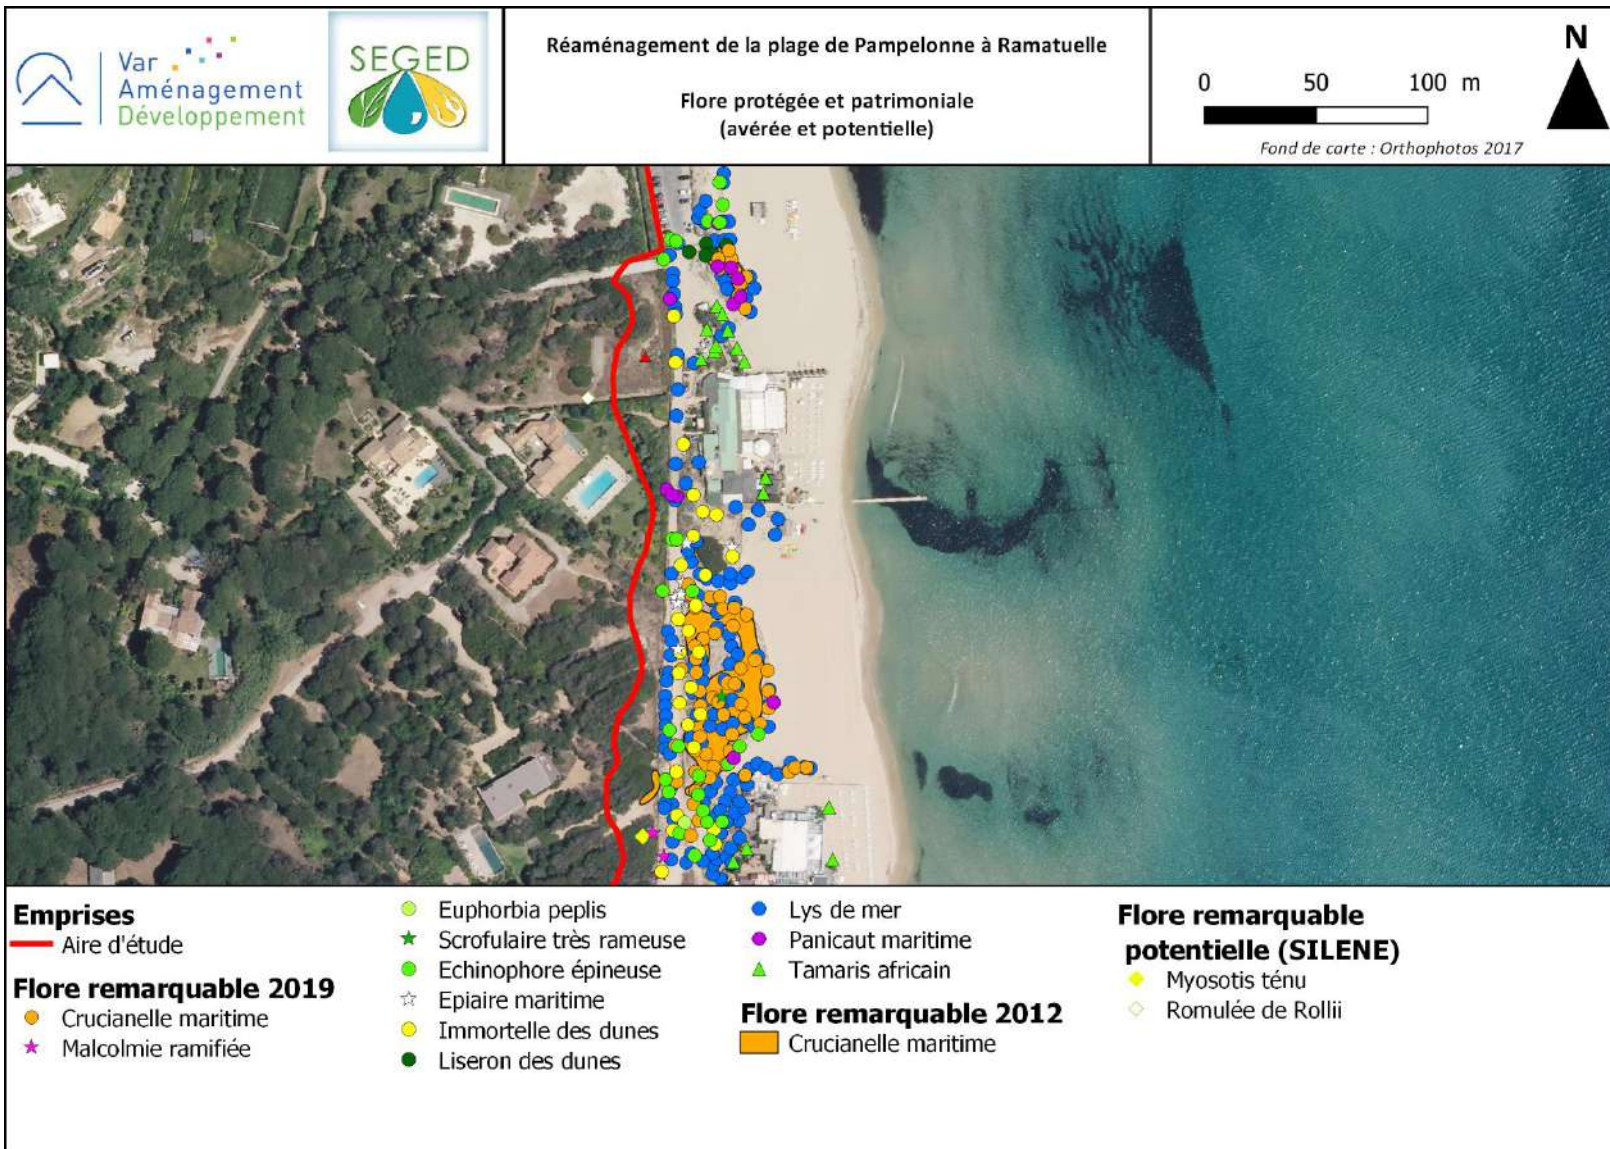 Var
Aménagement
Développement
SEGED
Réaménagement de la plage de Pampelonne à Ramatuelle
Flore protégée et patrimoniale
(avérée et potentielle)
0 50 100 m
N
Fond de carte : Orthophotos 2017
Emprises
Aire d'étude
Flore remarquable 2019
Crucianelle maritime
Malcolmie ramifiée
Euphorbia peplis
Scrofulaire très rameuse
Echinophore épineuse
Epiaire maritime
Immortelle des dunes
Liseron des dunes
Lys de mer
Panicaut maritime
Tamaris africain
Flore remarquable 2012
Crucianelle maritime
Flore remarquable
potentielle (SILENE)
Myosotis ténu
Romulée de Rollii